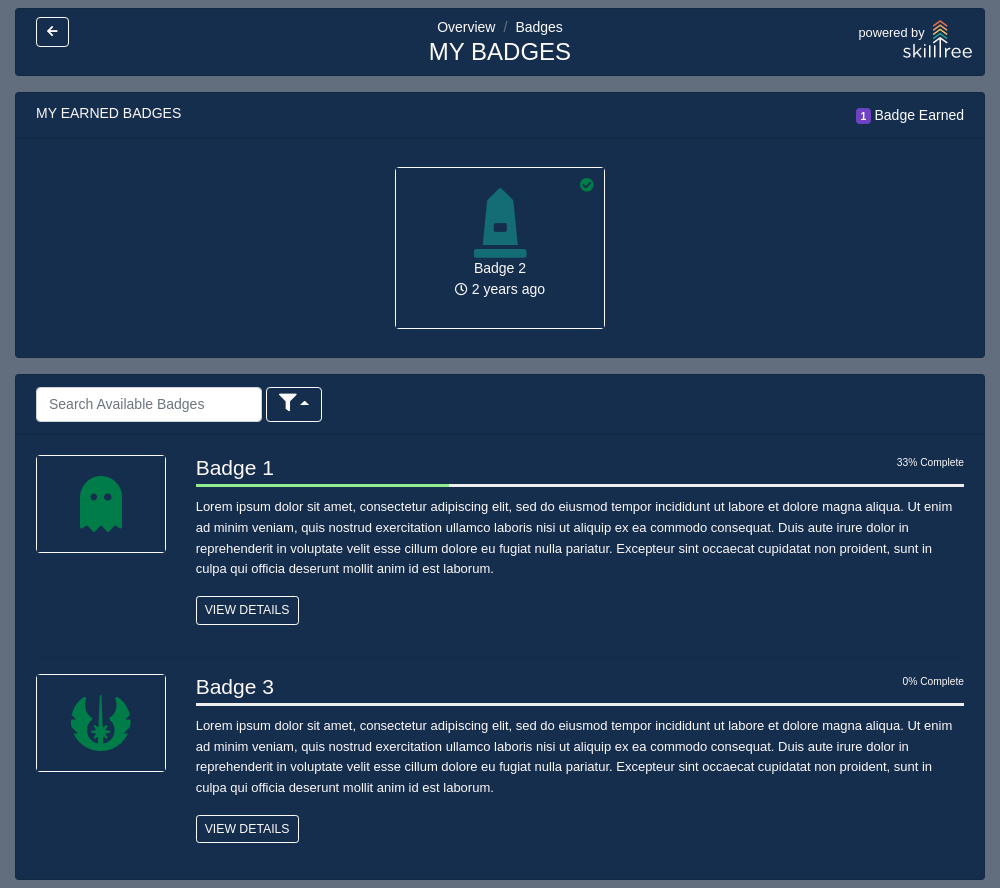 Overview / Badges
MY BADGES
powered by
skilltree
MY EARNED BADGES
1 Badge Earned
Badge 2
2 years ago
Search Available Badges
Badge 1
33% Complete
Lorem ipsum dolor sit amet, consectetur adipiscing elit, sed do eiusmod tempor incididunt ut labore et dolore magna aliqua. Ut enim
ad minim veniam, quis nostrud exercitation ullamco laboris nisi ut aliquip ex ea commodo consequat. Duis aute irure dolor in
reprehenderit in voluptate velit esse cillum dolore eu fugiat nulla pariatur. Excepteur sint occaecat cupidatat non proident, sunt in
culpa qui officia deserunt mollit anim id est laborum.
VIEW DETAILS
Badge 3
0% Complete
Lorem ipsum dolor sit amet, consectetur adipiscing elit, sed do eiusmod tempor incididunt ut labore et dolore magna aliqua. Ut enim
ad minim veniam, quis nostrud exercitation ullamco laboris nisi ut aliquip ex ea commodo consequat. Duis aute irure dolor in
reprehenderit in voluptate velit esse cillum dolore eu fugiat nulla pariatur. Excepteur sint occaecat cupidatat non proident, sunt in
culpa qui officia deserunt mollit anim id est laborum.
VIEW DETAILS